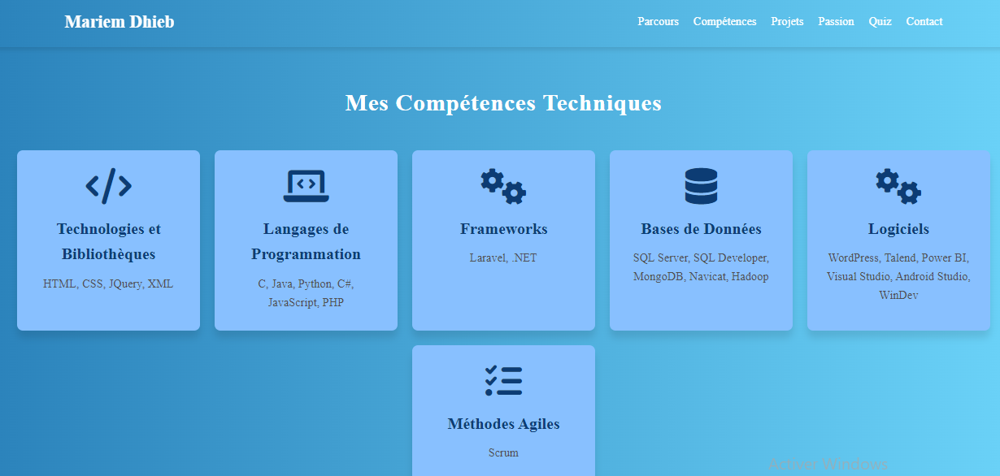 Mariem Dhieb
Parcours Compétences Projets Passion Quiz Contact
Mes Compétences Techniques
Technologies et
Bibliothèques
HTML, CSS, JQuery, XML
Langages de
Programmation
C, Java, Python, C#,
JavaScript, PHP
Frameworks
Laravel, .NET
Bases de Données
SQL Server, SQL Developer,
MongoDB, Navicat, Hadoop
Logiciels
WordPress, Talend, Power BI,
Visual Studio, Android Studio,
WinDev
Méthodes Agiles
Scrum
Activer Windows